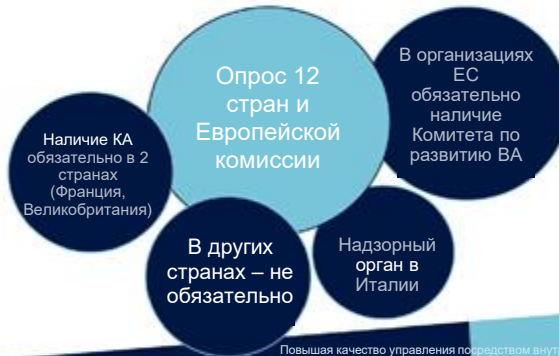 Опрос 12
стран и
Европейской
комиссии
В организациях
ЕС
обязательно
наличие
Комитета по
развитию ВА
Наличие КА
обязательно в 2
странах
(Франция,
Великобритания)
В других
странах – не
обязательно
Надзорный
орган в
Италии
Повышая качество управления посредством